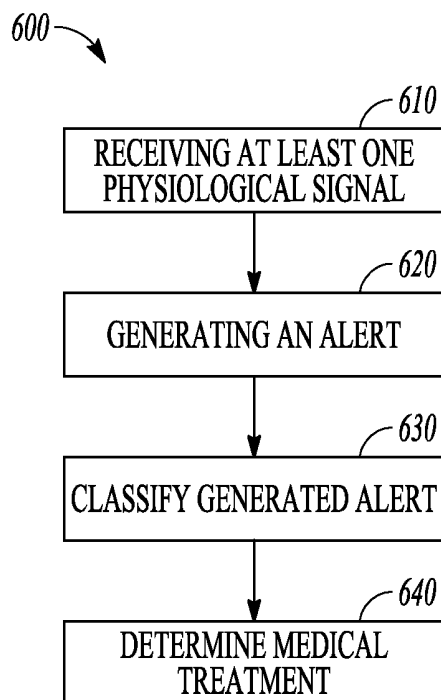 600
610
RECEIVING AT LEAST ONE
PHYSIOLOGICAL SIGNAL
620
GENERATING AN ALERT
630
CLASSIFY GENERATED ALERT
640
DETERMINE MEDICAL
TREATMENT